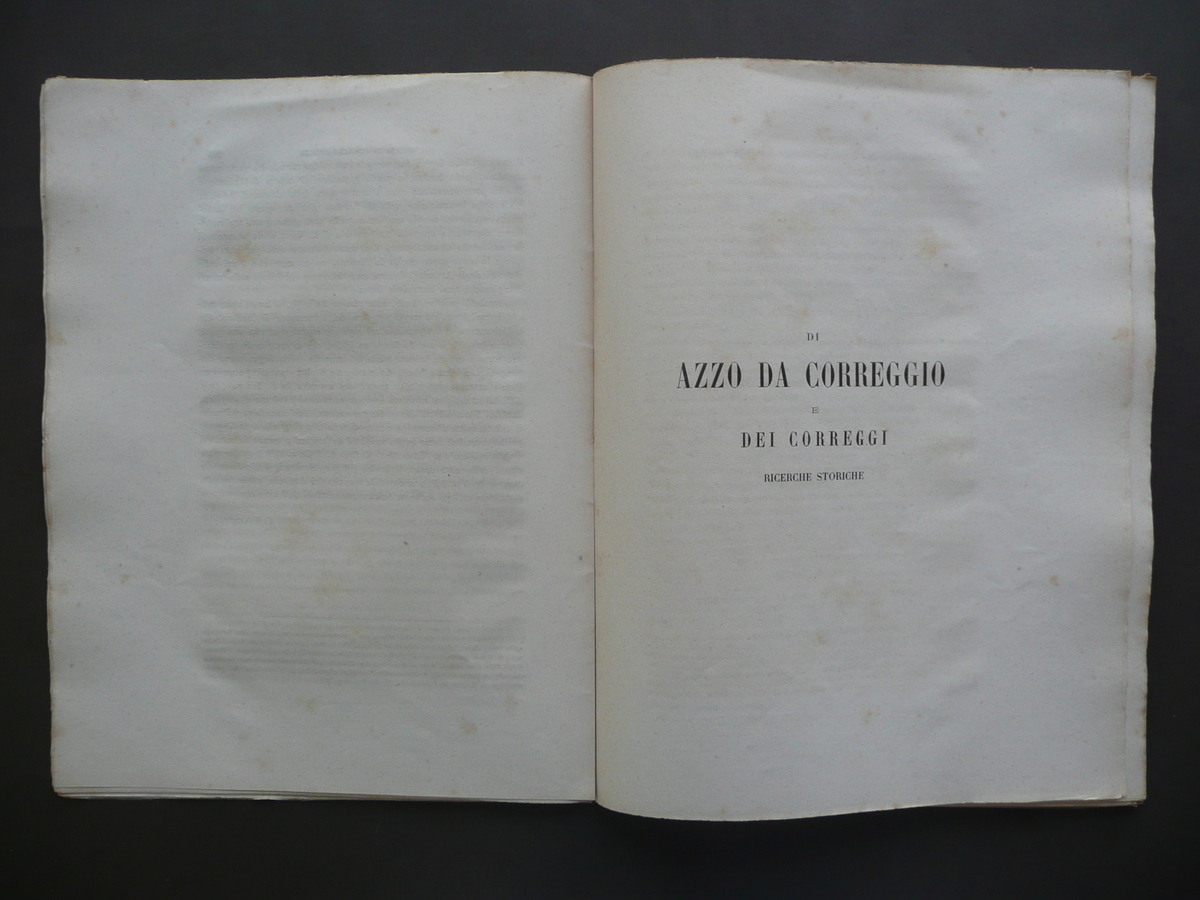 DI
AZZO DA CORREGGIO
E
DEI CORREGGI
RICERCHE STORICHE